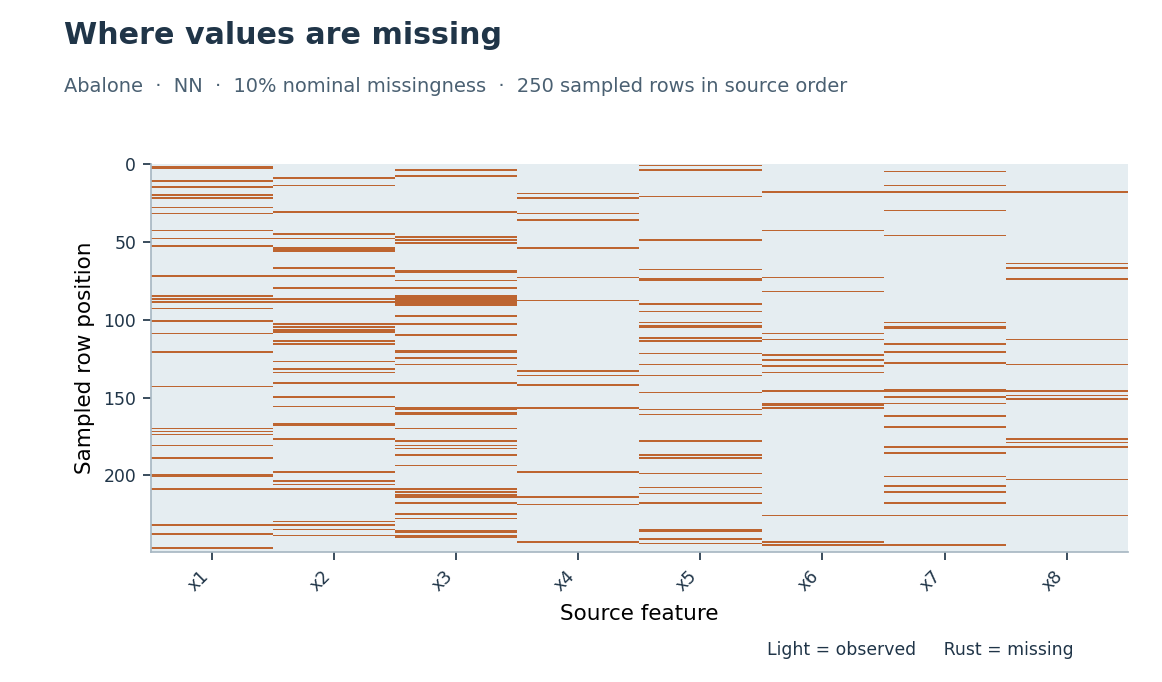 Where values are missing
Abalone · NN · 10% nominal missingness · 250 sampled rows in source order
0
50
100
150
200
Sampled row position
x1 x2 x3 x4 x5 x6 x7 x8
Source feature
Light = observed Rust = missing